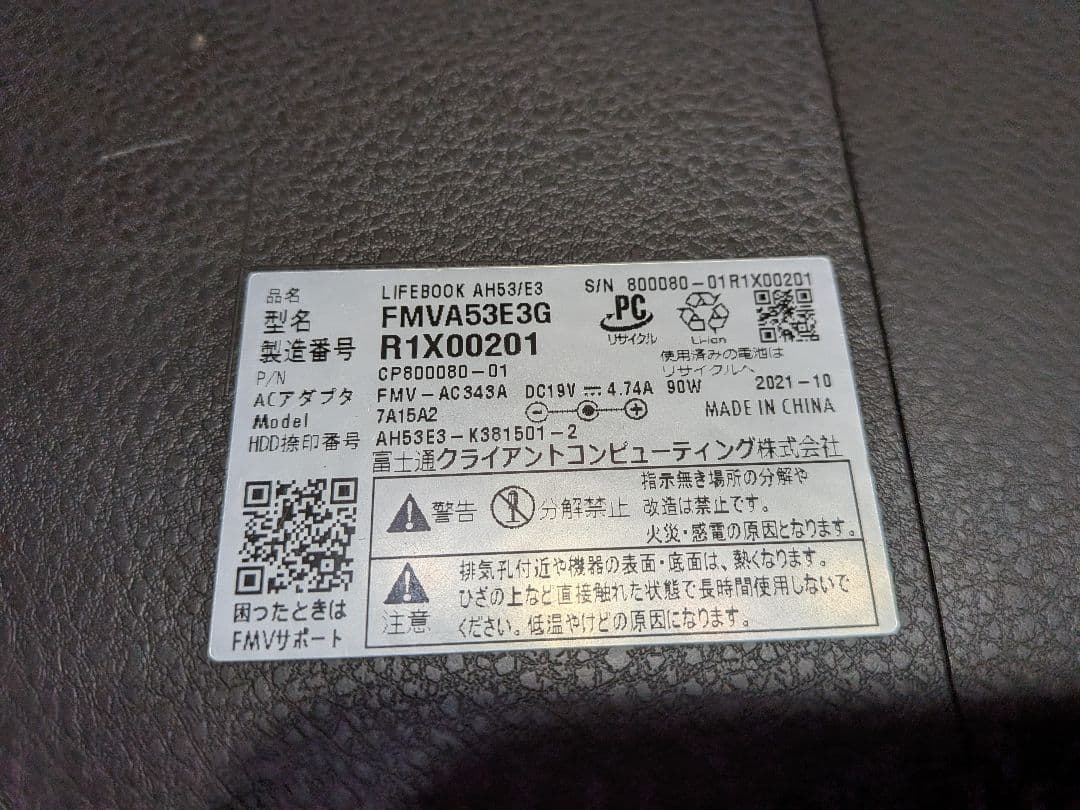 品名 LIFEBOOK AH53/E3 S/N 800080-01R1X00201
型名 FMVA53E3G
製造番号 R1X00201
PC リサイクル
Li-ion
使用済みの電池は
リサイクルへ
P/N CP800080-01
ACアダプタ FMV-AC343A DC19V 4.74A 90W 2021-10
Model 7A15A2 MADE IN CHINA
HDD捺印番号 AH53E3-K381501-2
富士通クライアントコンピューティング株式会社
警告 分解禁止
指示無き場所の分解や
改造は禁止です。
火災・感電の原因となります。
注意
排気孔付近や機器の表面・底面は、熱くなります。
ひざの上など直接触れた状態で長時間使用しないで
ください。低温やけどの原因になります。
困ったときは
FMVサポート